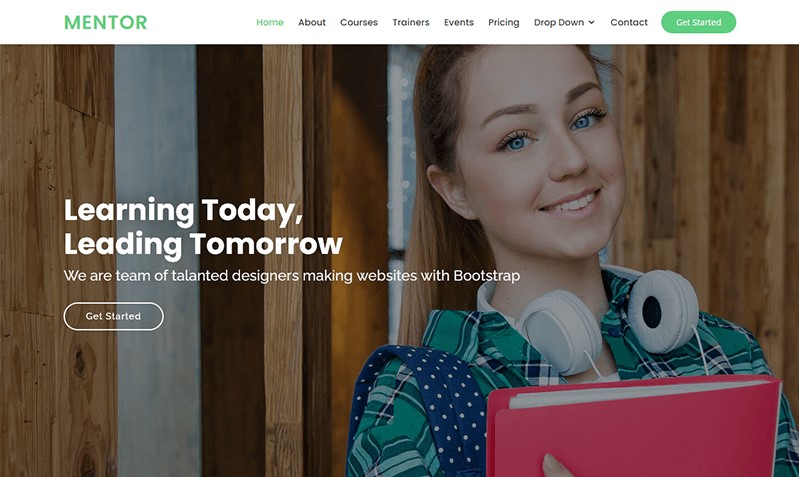 MENTOR
Home About Courses Trainers Events Pricing Drop Down Contact Get Started
Learning Today,
Leading Tomorrow
We are team of talanted designers making websites with Bootstrap
Get Started